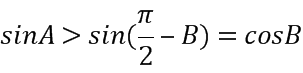 sinA > sin(π/2 − B) = cosB